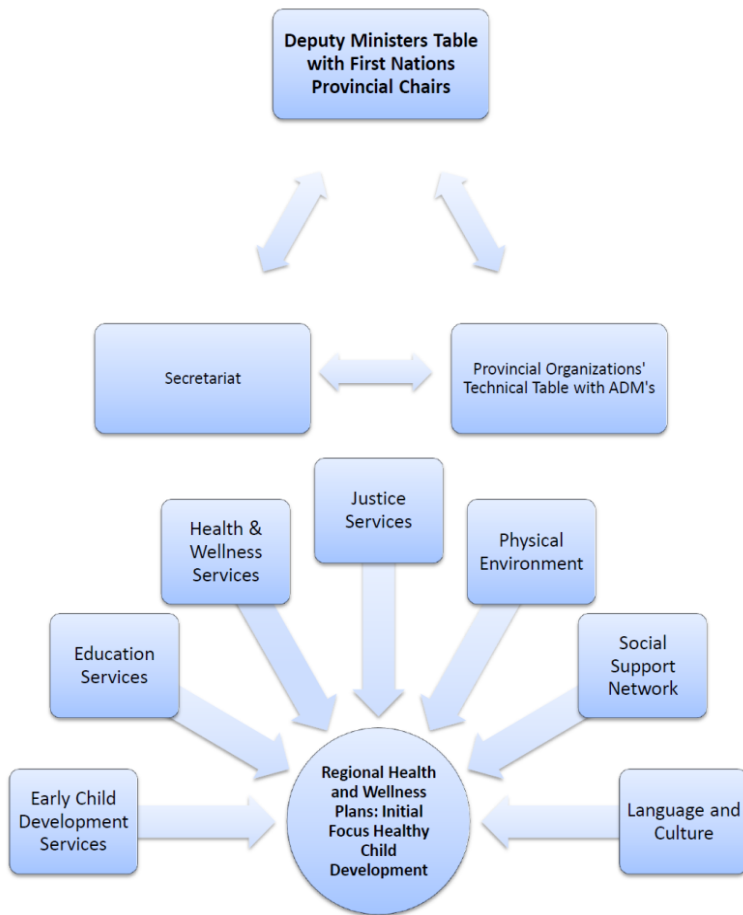 Deputy Ministers Table
with First Nations
Provincial Chairs
Secretariat
Provincial Organizations'
Technical Table with ADM's
Justice
Services
Health &
Wellness
Services
Physical
Environment
Education
Services
Social
Support
Network
Early Child
Development
Services
Regional Health
and Wellness
Plans: Initial
Focus Healthy
Child
Development
Language and
Culture